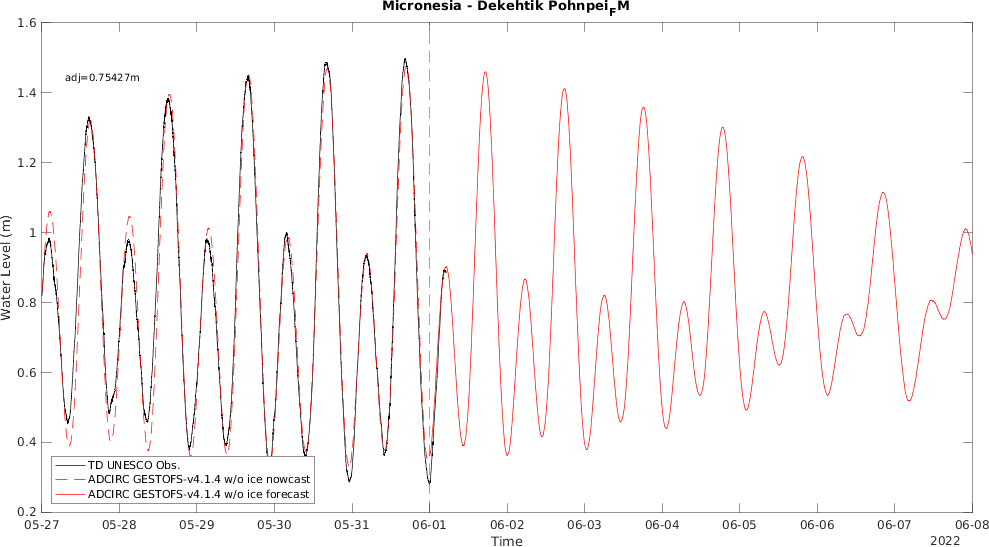 Micronesia - Dekehtik Pohnpei_FM
1.6
1.4
1.2
1
0.8
0.6
0.4
0.2
Water Level (m)
adj=0.75427m
TD UNESCO Obs.
ADCIRC GESTOFS-v4.1.4 w/o ice nowcast
ADCIRC GESTOFS-v4.1.4 w/o ice forecast
05-27 05-28 05-29 05-30 05-31 06-01 06-02 06-03 06-04 06-05 06-06 06-07 06-08
Time
2022